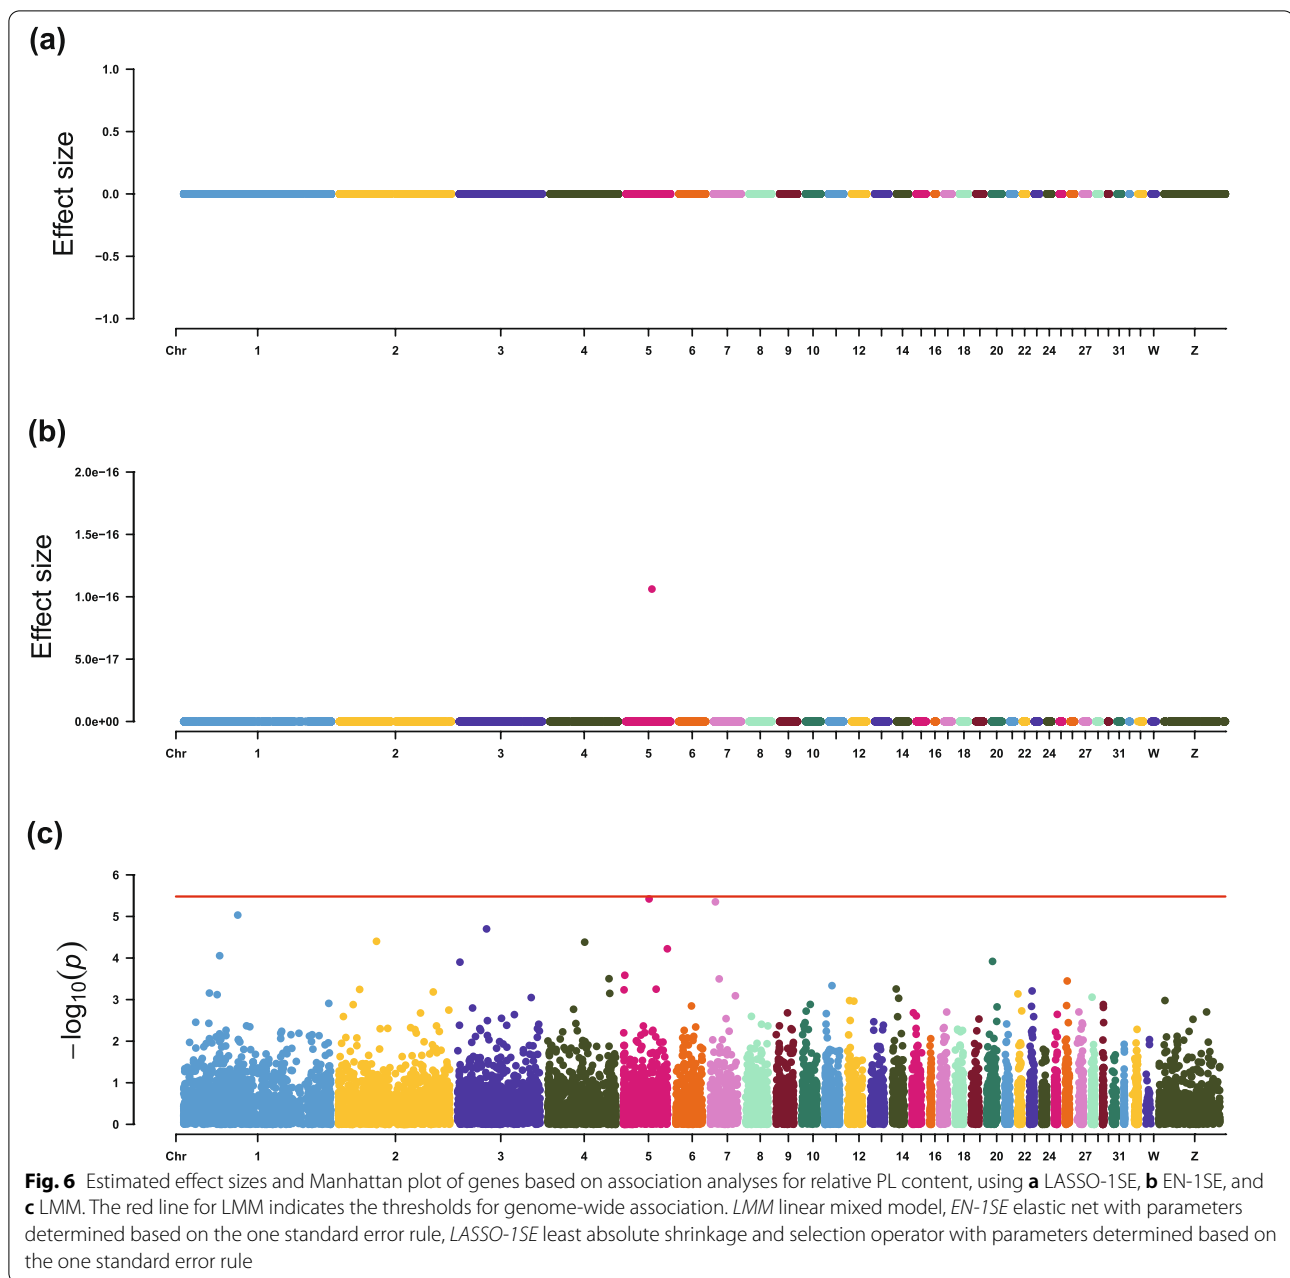 (a)
1.0
0.5
0.0
−0.5
−1.0
Effect size
Chr 1 2 3 4 5 6 7 8 9 10 12 14 16 18 20 22 24 27 31 W Z
(b)
2.0e−16
1.5e−16
1.0e−16
5.0e−17
0.0e+00
Effect size
Chr 1 2 3 4 5 6 7 8 9 10 12 14 16 18 20 22 24 27 31 W Z
(c)
6
5
4
3
2
1
0
−log10(p)
Chr 1 2 3 4 5 6 7 8 9 10 12 14 16 18 20 22 24 27 31 W Z
Fig. 6 Estimated effect sizes and Manhattan plot of genes based on association analyses for relative PL content, using a LASSO-1SE, b EN-1SE, and
c LMM. The red line for LMM indicates the thresholds for genome-wide association. LMM linear mixed model, EN-1SE elastic net with parameters
determined based on the one standard error rule, LASSO-1SE least absolute shrinkage and selection operator with parameters determined based on
the one standard error rule